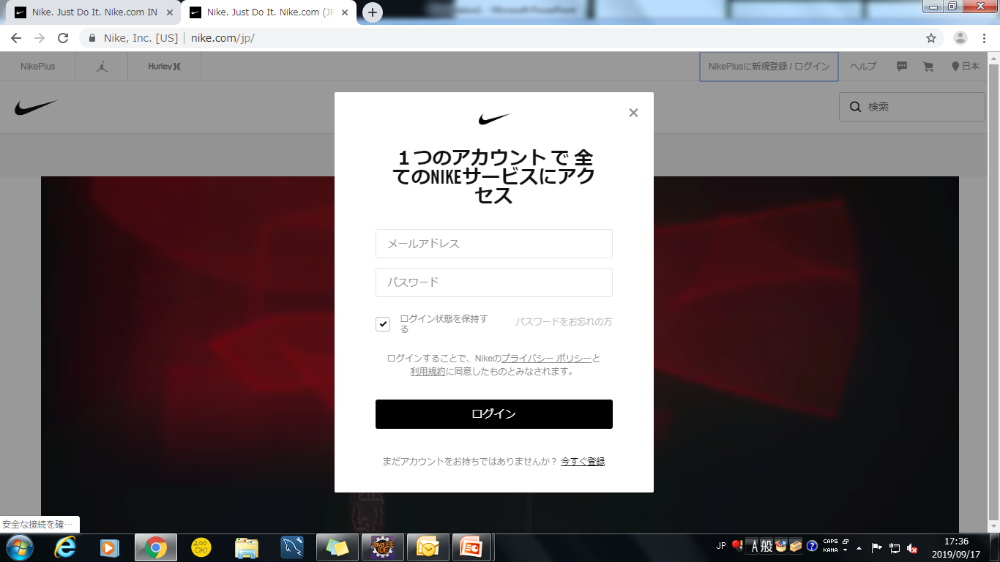 Nike. Just Do It. Nike.com IN
Nike. Just Do It. Nike.com (JP
Nike, Inc. [US]
nike.com/jp/
NikePlus
Hurley
NikePlusに新規登録 / ログイン
ヘルプ
日本
検索
1つのアカウント で 全
てのNIKEサービスにアク
セス
メールアドレス
パスワード
ログイン状態を保持す
る
パスワードをお忘れの方
ログインすることで、Nikeのプライバシー ポリシーと
利用規約に同意したものとみなされます。
ログイン
まだアカウントをお持ちではありませんか? 今すぐ登録
安全な接続を確…
2.00
OK!
Java EE
IDE
JP
A 般
CAPS
KANA
17:36
2019/09/17